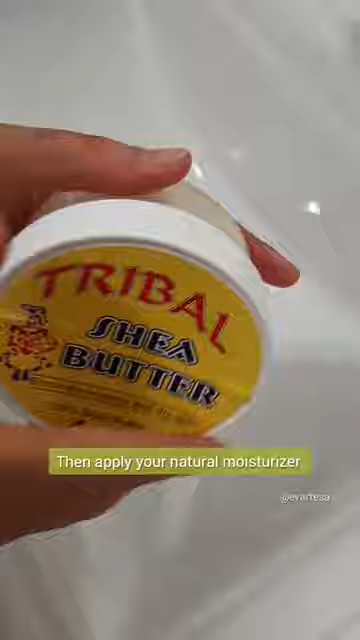 TRIBAL
SHEA
BUTTER
Then apply your natural moisturizer
@evartesa